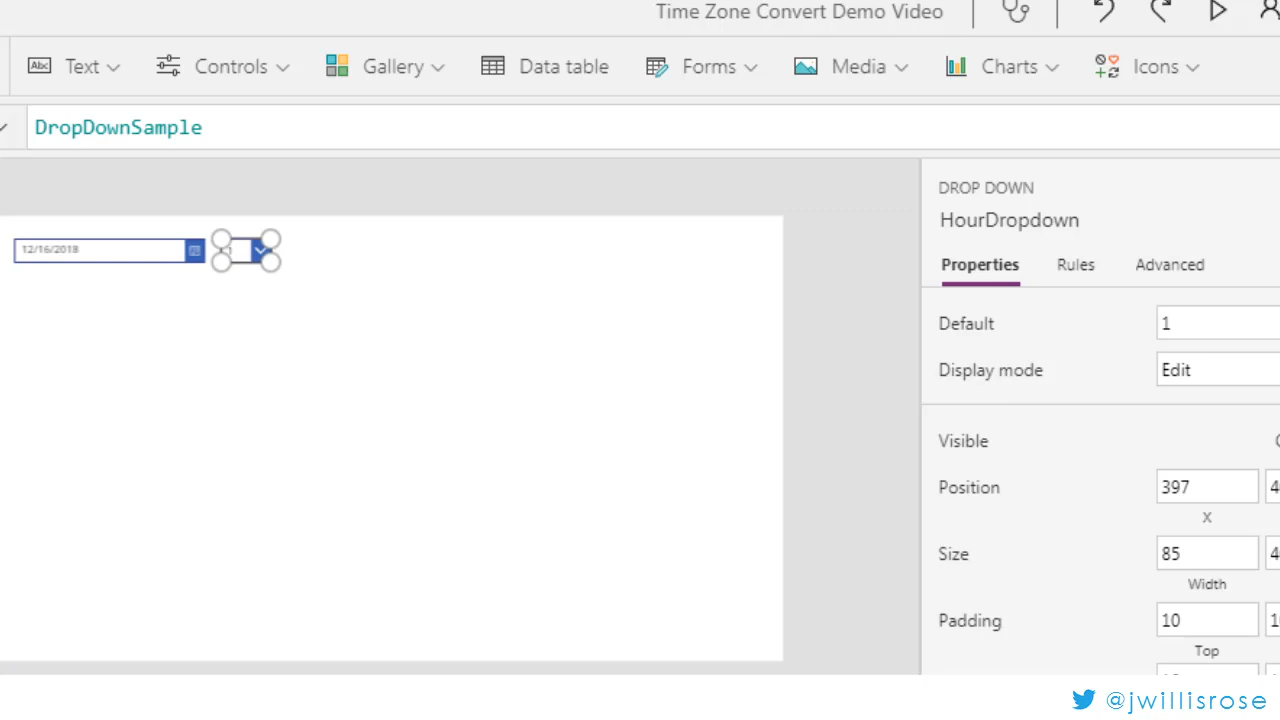 Time Zone Convert Demo Video
Abc Text Controls Gallery Data table Forms Media Charts Icons
DropDownSample
DROP DOWN
HourDropdown
12/16/2018
Properties Rules Advanced
Default 1
Display mode Edit
Visible
Position 397
X
Size 85
Width
Padding 10
Top
@jwillisrose